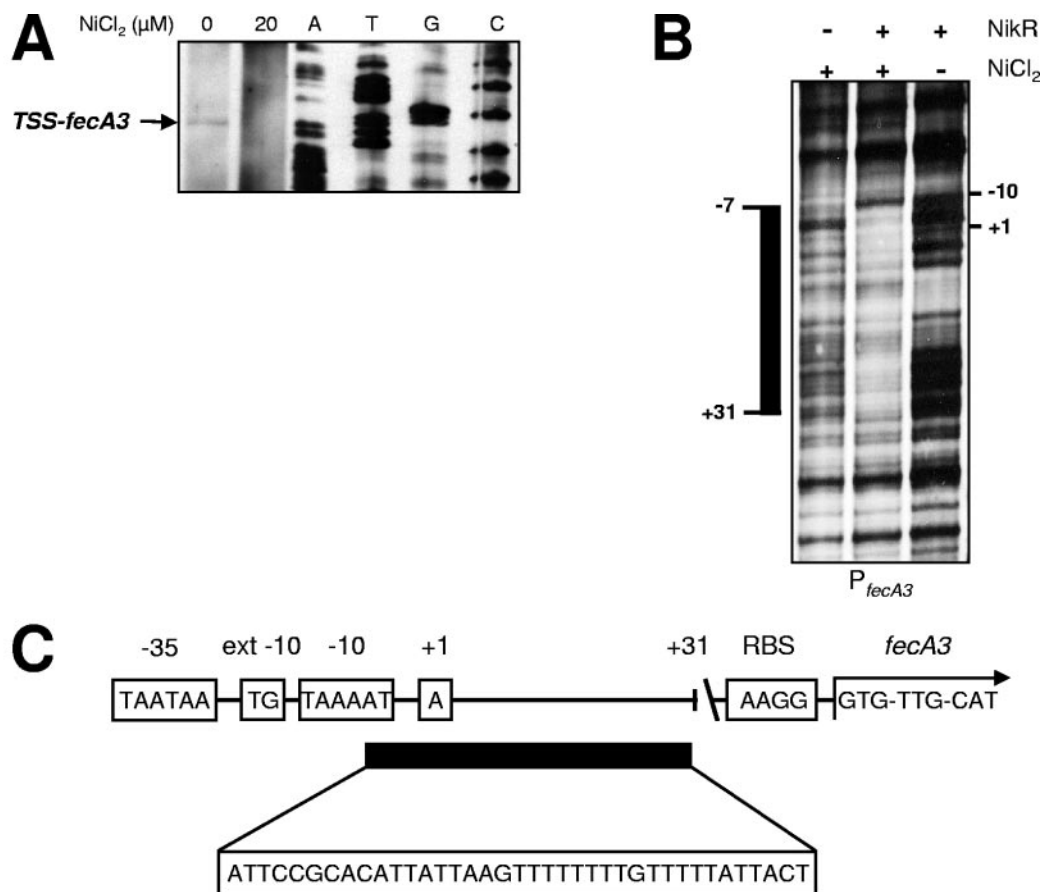 A
NiCl2 (µM) 0 20 A T G C
TSS-fecA3
B
- + + NikR
+ + - NiCl2
-10
-7
+1
+31
PfecA3
C
-35 ext -10 -10 +1 +31 RBS fecA3
TAATAA TG TAAAAT A AAGG GTG-TTG-CAT
ATTCCGCACATTATTAAGTTTTTTTTGTTTTTATTACT